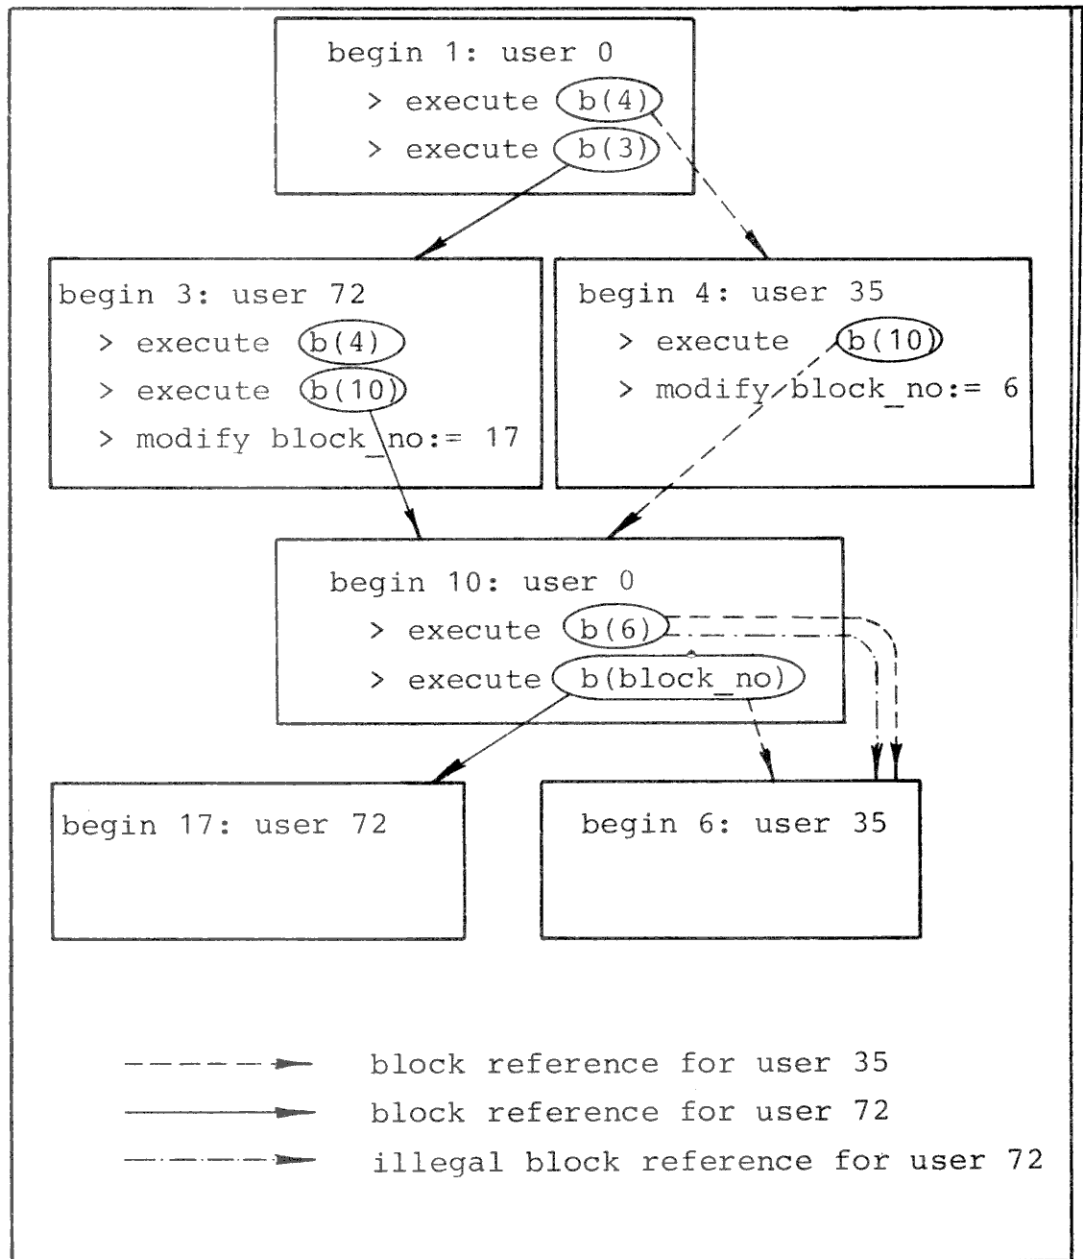 begin 1: user 0
> execute b(4)
> execute b(3)
begin 3: user 72
> execute b(4)
> execute b(10)
> modify block_no:= 17
begin 4: user 35
> execute b(10)
> modify block_no:= 6
begin 10: user 0
> execute b(6)
> execute b(block_no)
begin 17: user 72
begin 6: user 35
block reference for user 35
block reference for user 72
illegal block reference for user 72